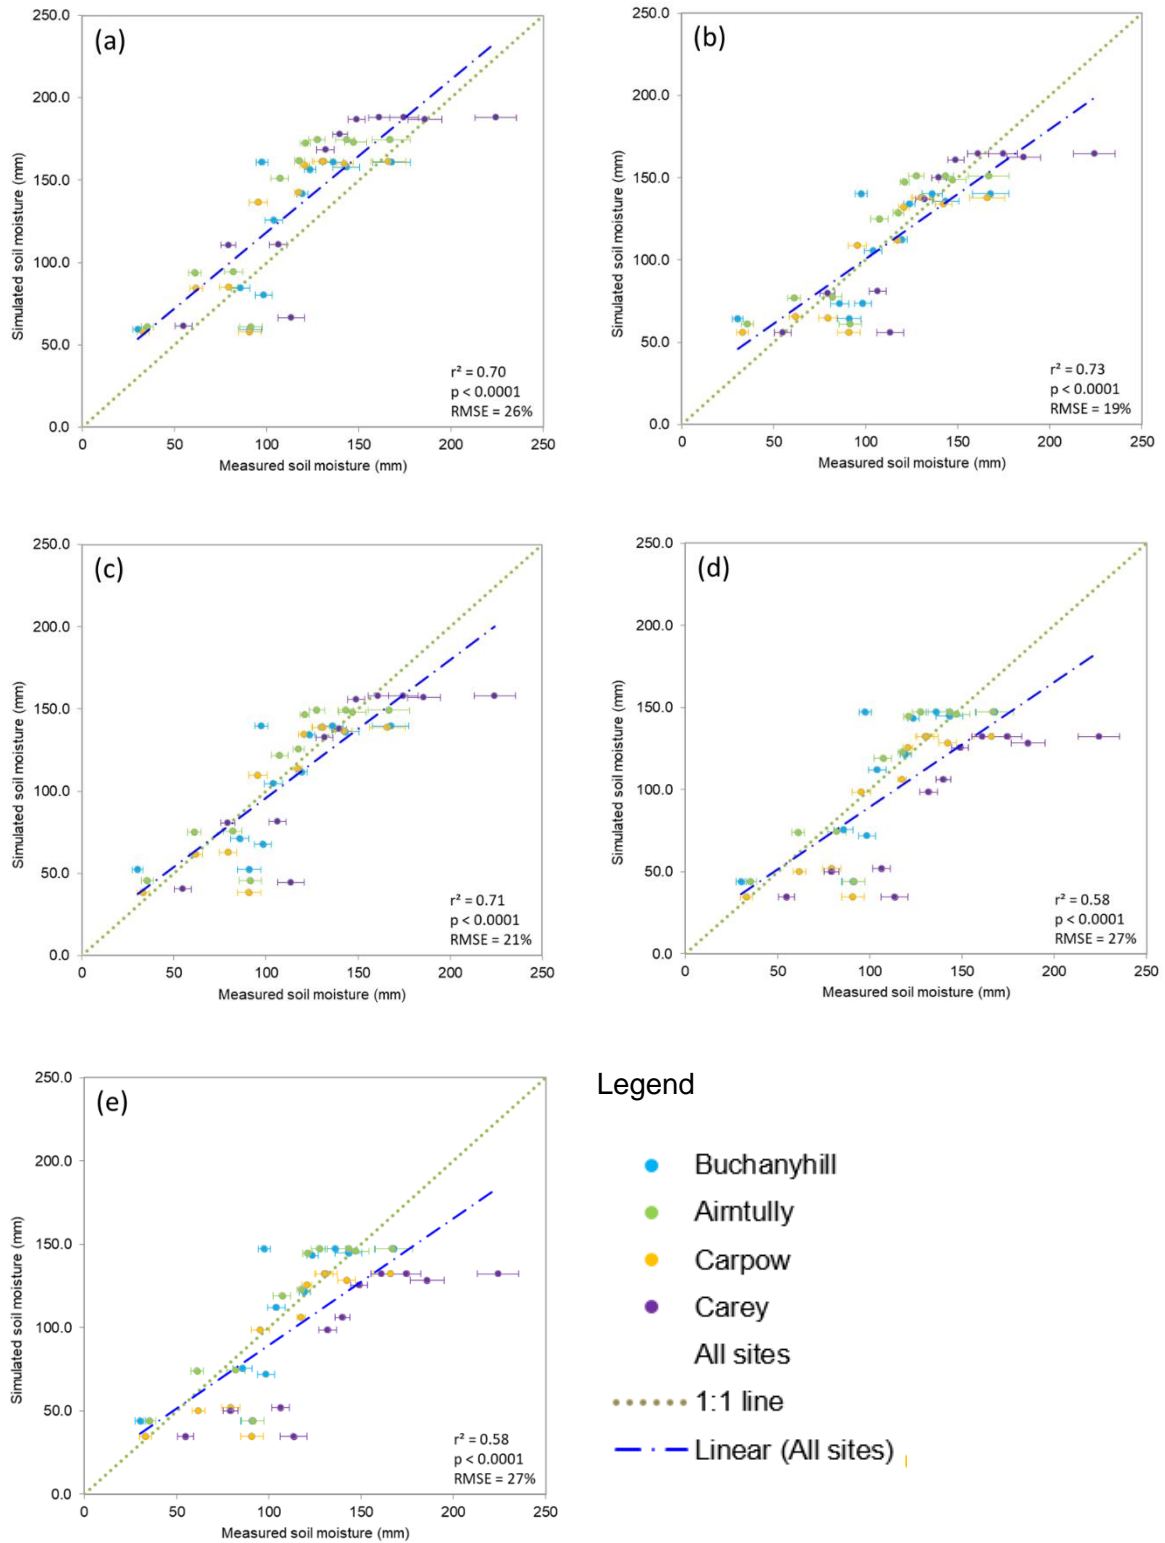 (a)
250.0
200.0
150.0
100.0
50.0
0.0
Simulated soil moisture (mm)
0 50 100 150 200 250
Measured soil moisture (mm)
r² = 0.70
p < 0.0001
RMSE = 26%
(b)
250.0
200.0
150.0
100.0
50.0
0.0
Simulated soil moisture (mm)
0 50 100 150 200 250
Measured soil moisture (mm)
r² = 0.73
p < 0.0001
RMSE = 19%
(c)
250.0
200.0
150.0
100.0
50.0
0.0
Simulated soil moisture (mm)
0 50 100 150 200 250
Measured soil moisture (mm)
r² = 0.71
p < 0.0001
RMSE = 21%
(d)
250.0
200.0
150.0
100.0
50.0
0.0
Simulated soil moisture (mm)
0 50 100 150 200 250
Measured soil moisture (mm)
r² = 0.58
p < 0.0001
RMSE = 27%
(e)
250.0
200.0
150.0
100.0
50.0
0.0
Simulated soil moisture (mm)
0 50 100 150 200 250
Measured soil moisture (mm)
r² = 0.58
p < 0.0001
RMSE = 27%
Legend
Buchanyhill
Airntully
Carpow
Carey
All sites
1:1 line
Linear (All sites)